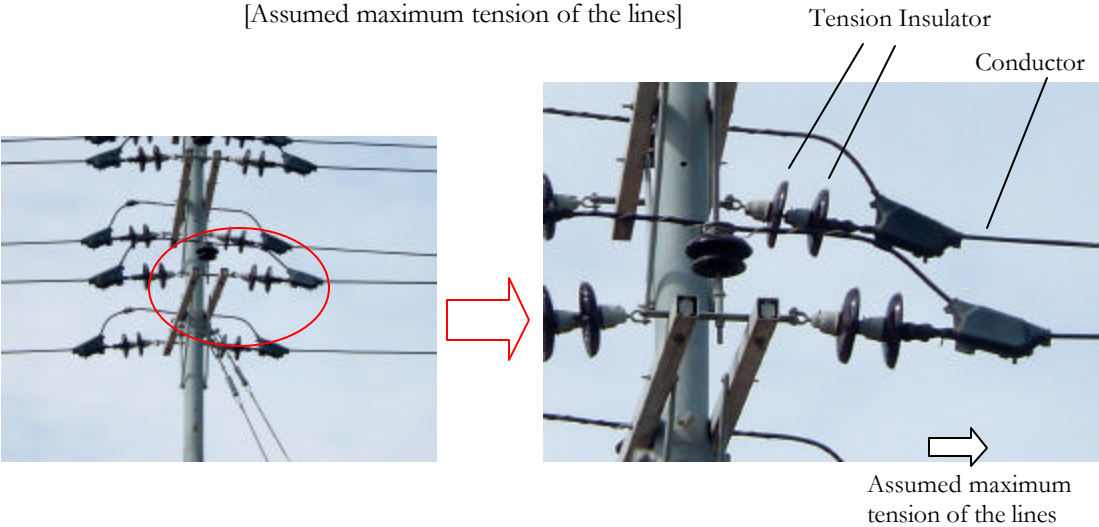 [Assumed maximum tension of the lines]
Tension Insulator
Conductor
Assumed maximum
tension of the lines